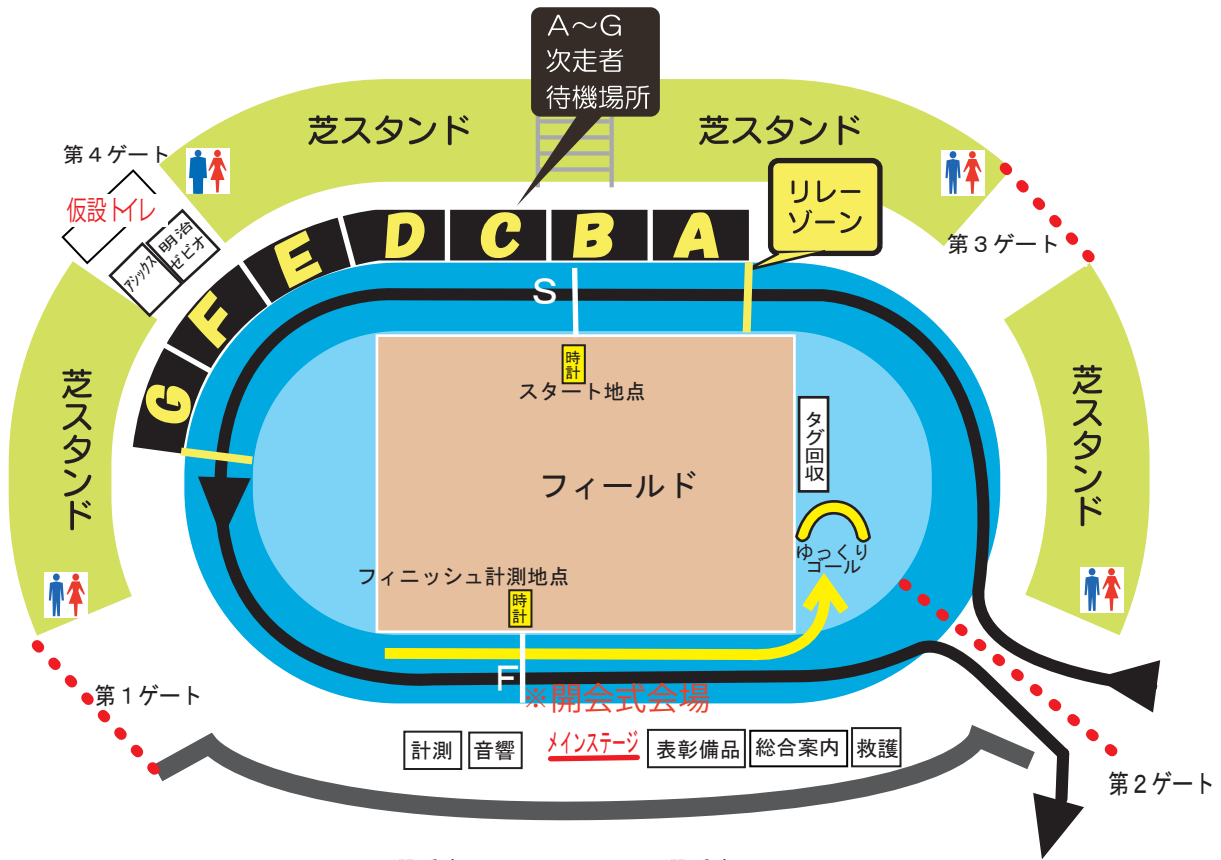 A～G
次走者
待機場所
芝スタンド
芝スタンド
第４ゲート
仮設トイレ
明治
ゼビオ
アシックス
リレー
ゾーン
第３ゲート
D
C
B
A
E
F
G
S
時計
スタート地点
芝スタンド
芝スタンド
タグ回収
フィールド
ゆっくり
ゴール
フィニッシュ計測地点
時計
F
※開会式会場
第１ゲート
計測
音響
メインステージ
表彰備品
総合案内
救護
第２ゲート